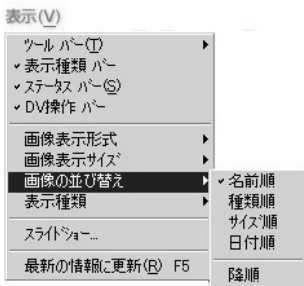 表示(V)
ツール バー(T)
表示種類 バー
ステータス バー(S)
DV操作 バー
画像表示形式
画像表示サイズ
画像の並び替え
表示種類
スライドショー...
最新の情報に更新(R) F5
名前順
種類順
サイズ順
日付順
降順